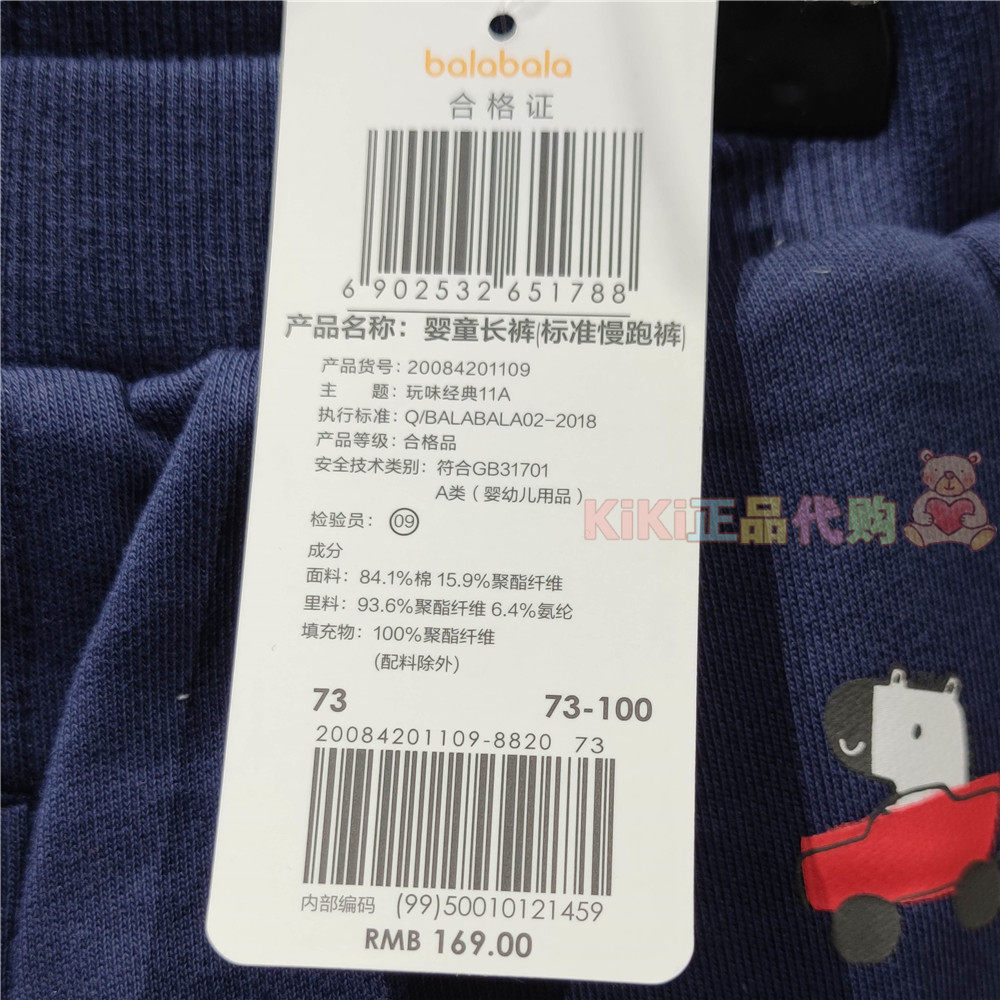 balabala
合格证
6 902532 651788
产品名称：婴童长裤(标准慢跑裤)
产品货号：20084201109
主 题：玩味经典11A
执行标准：Q/BALABALA02-2018
产品等级：合格品
安全技术类别：符合GB31701
A类（婴幼儿用品）
检验员：09
KiKi正品代购
成分
面料：84.1%棉 15.9%聚酯纤维
里料：93.6%聚酯纤维 6.4%氨纶
填充物：100%聚酯纤维
(配料除外)
73 73-100
20084201109-8820 73
内部编码 (99)50010121459
RMB 169.00